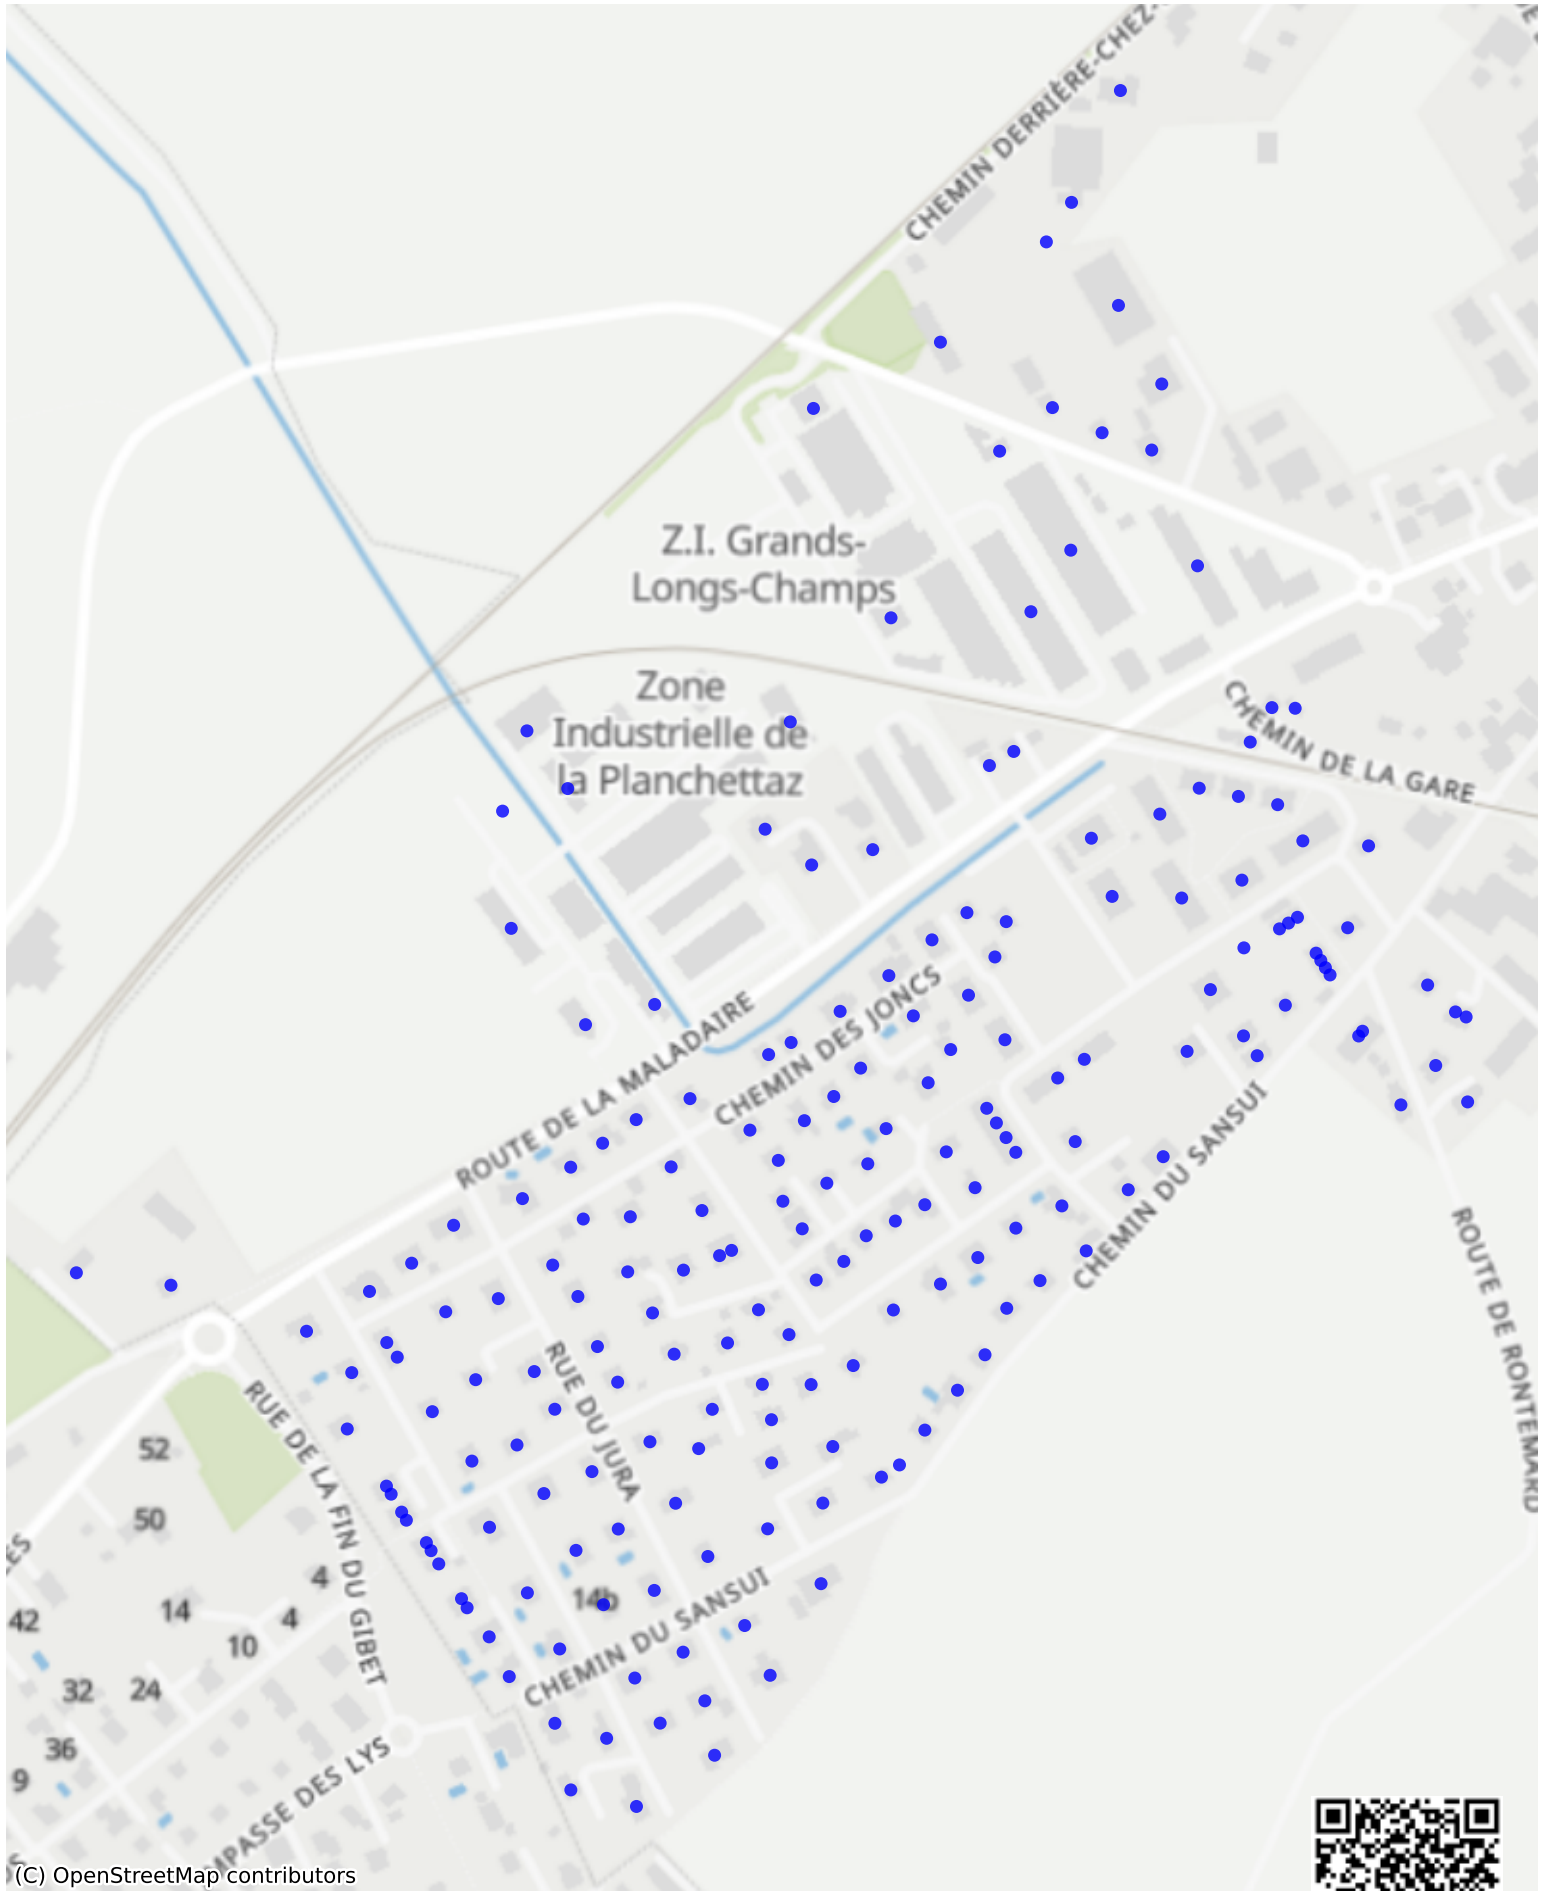 CHEMIN DERRIÈRE-CHEZ-
Z.I. Grands-
Longs-Champs
Zone
Industrielle de
la Planchettaz
CHEMIN DE LA GARE
CHEMIN DES JONCS
ROUTE DE LA MALADAIRE
CHEMIN DU SANSUI
ROUTE DE RONTEMARD
RUE DU JURA
RUE DE LA FIN DU GIBET
52
50
4
14
4
42
10
14b
32
24
CHEMIN DU SANSUI
36
9
MPASSE DES LYS
(C) OpenStreetMap contributors